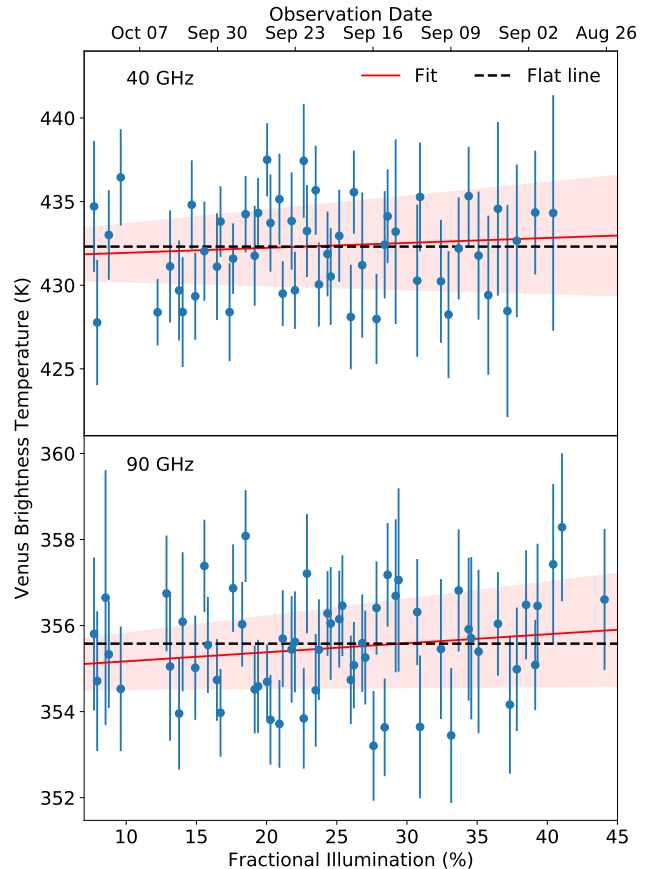 Observation Date
Oct 07 Sep 30 Sep 23 Sep 16 Sep 09 Sep 02 Aug 26
40 GHz
Fit
Flat line
440
435
430
425
Venus Brightness Temperature (K)
90 GHz
360
358
356
354
352
10 15 20 25 30 35 40 45
Fractional Illumination (%)